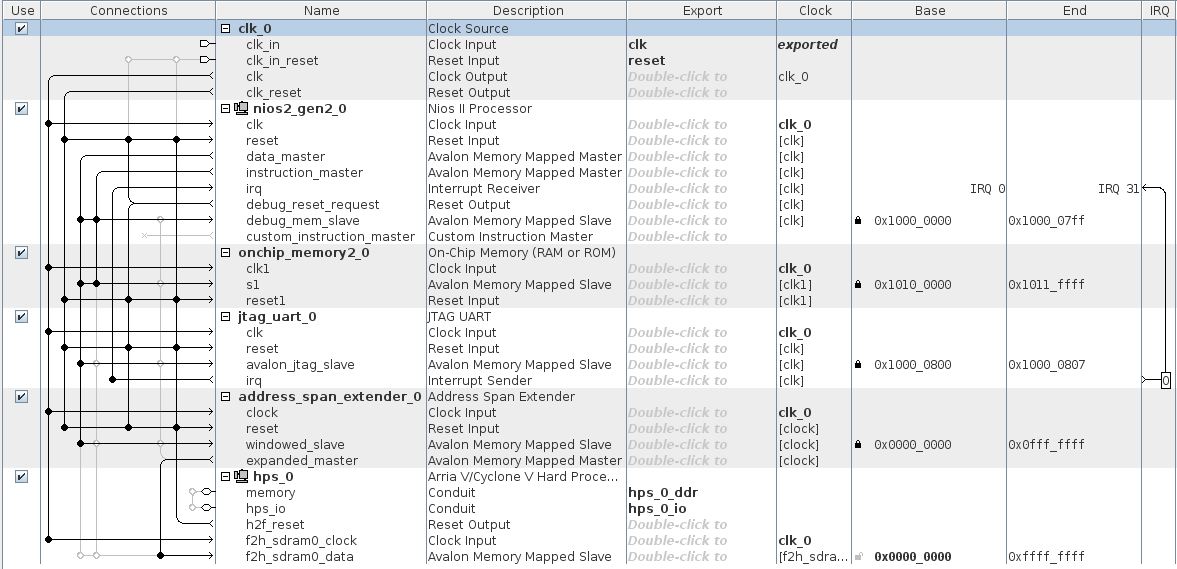 Use Connections Name Description Export Clock Base End IRQ
clk_0 Clock Source
clk_in Clock Input clk exported
clk_in_reset Reset Input reset
clk Clock Output Double-click to clk_0
clk_reset Reset Output Double-click to
nios2_gen2_0 Nios II Processor
clk Clock Input Double-click to clk_0
reset Reset Input Double-click to [clk]
data_master Avalon Memory Mapped Master Double-click to [clk]
instruction_master Avalon Memory Mapped Master Double-click to [clk]
irq Interrupt Receiver Double-click to [clk] IRQ 0 IRQ 31
debug_reset_request Reset Output Double-click to [clk]
debug_mem_slave Avalon Memory Mapped Slave Double-click to [clk] 0x1000_0000 0x1000_07ff
custom_instruction_master Custom Instruction Master Double-click to
onchip_memory2_0 On-Chip Memory (RAM or ROM)
clk1 Clock Input Double-click to clk_0
s1 Avalon Memory Mapped Slave Double-click to [clk1] 0x1010_0000 0x1011_ffff
reset1 Reset Input Double-click to [clk1]
jtag_uart_0 JTAG UART
clk Clock Input Double-click to clk_0
reset Reset Input Double-click to [clk]
avalon_jtag_slave Avalon Memory Mapped Slave Double-click to [clk] 0x1000_0800 0x1000_0807
irq Interrupt Sender Double-click to [clk] 0
address_span_extender_0 Address Span Extender
clock Clock Input Double-click to clk_0
reset Reset Input Double-click to [clock]
windowed_slave Avalon Memory Mapped Slave Double-click to [clock] 0x0000_0000 0x0fff_ffff
expanded_master Avalon Memory Mapped Master Double-click to [clock]
hps_0 Arria V/Cyclone V Hard Proce...
memory Conduit hps_0_ddr
hps_io Conduit hps_0_io
h2f_reset Reset Output Double-click to
f2h_sdram0_clock Clock Input Double-click to clk_0
f2h_sdram0_data Avalon Memory Mapped Slave Double-click to [f2h_sdra... 0x0000_0000 0xffff_ffff